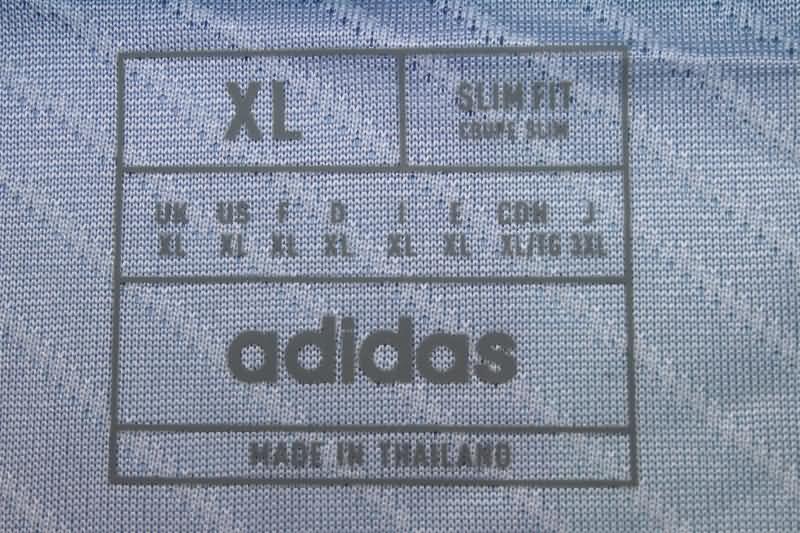 XL
SLIM FIT
COUPE SLIM
UK US F D I E CDN J
XL XL XL XL XL XL XL/TG 3XL
adidas
MADE IN THAILAND